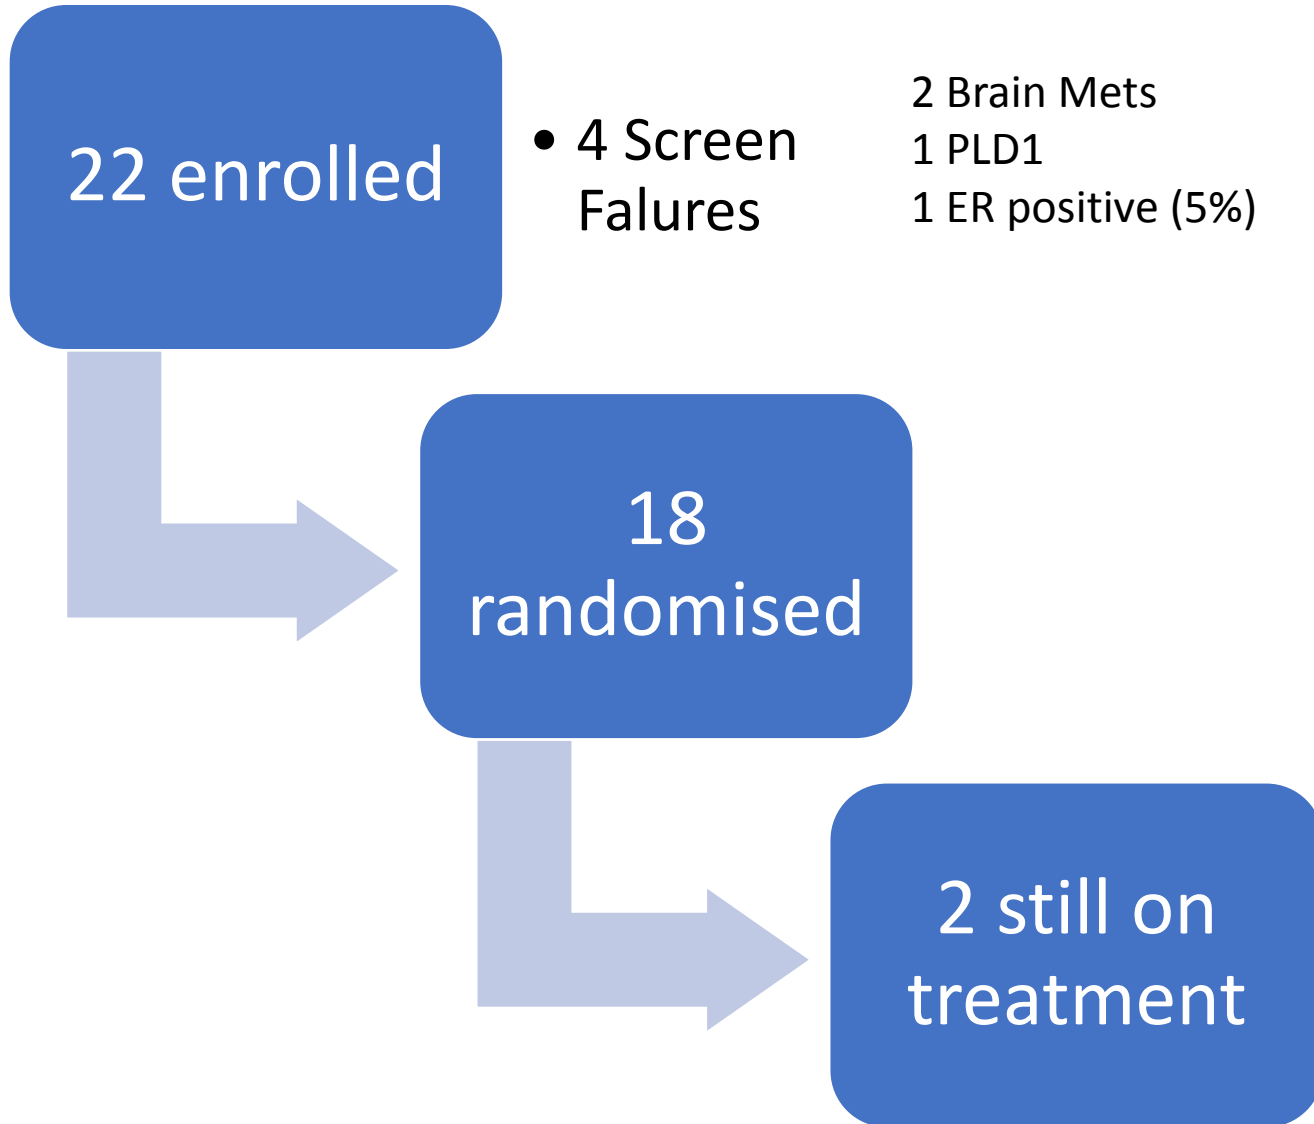 22 enrolled
• 4 Screen
Falures
2 Brain Mets
1 PLD1
1 ER positive (5%)
18
randomised
2 still on
treatment